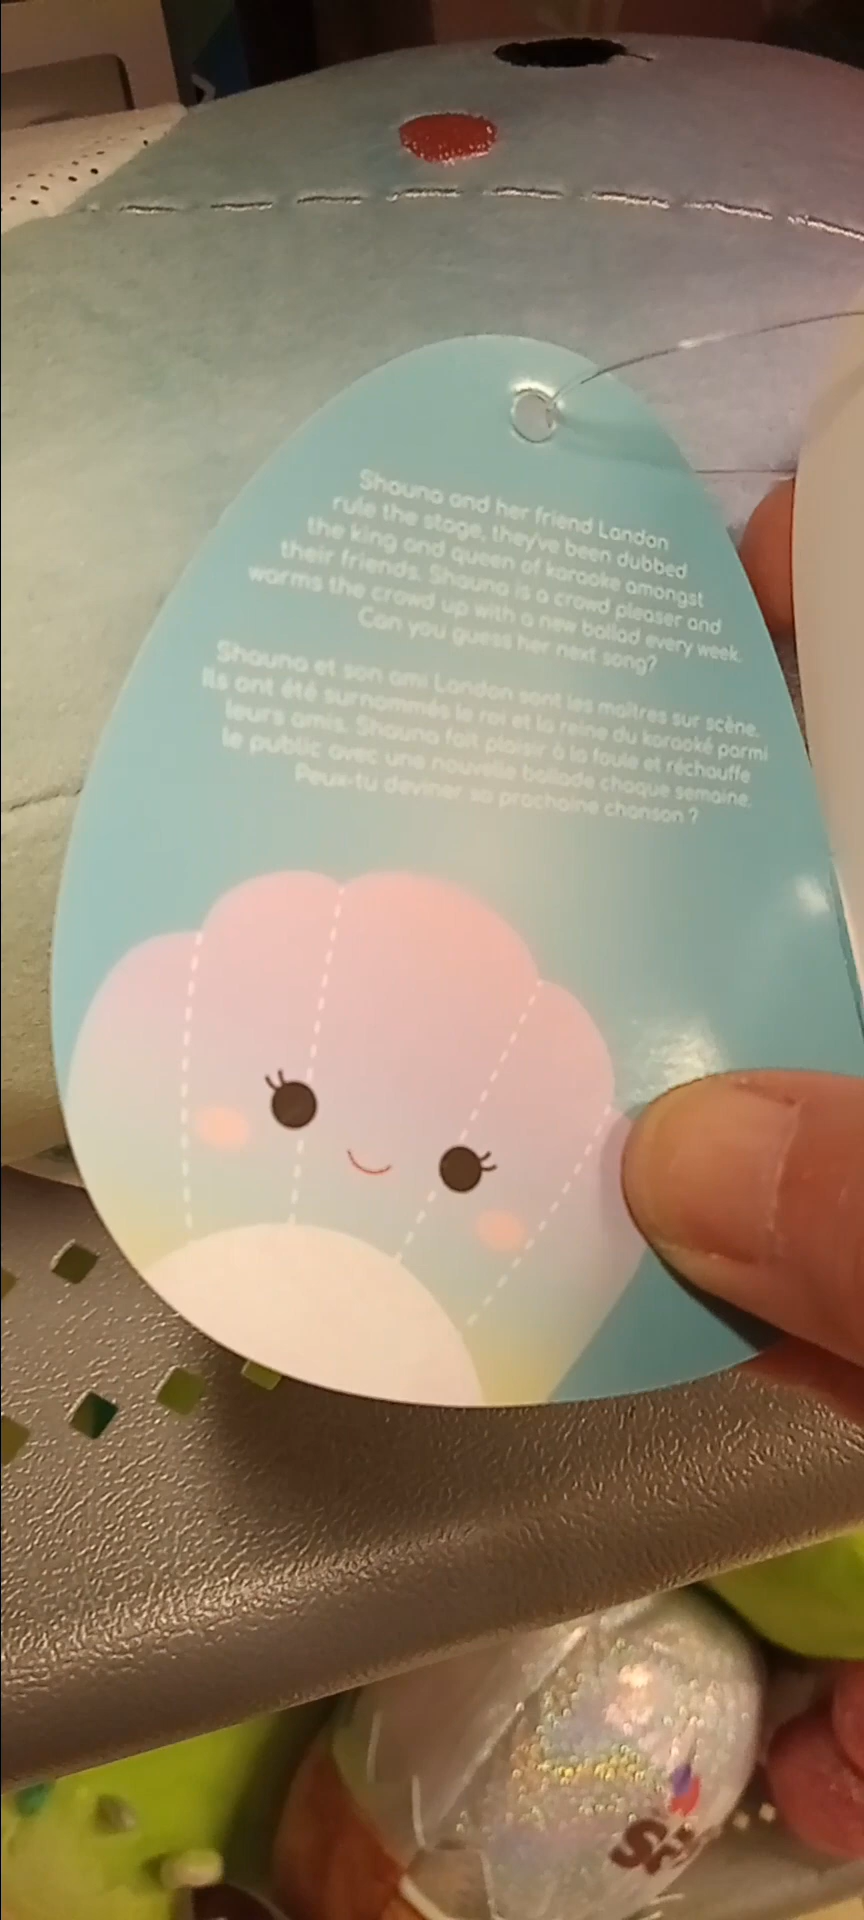 Shauna and her friend Landon
rule the stage, they've been dubbed
the king and queen of karaoke amongst
their friends. Shauna is a crowd pleaser and
warms the crowd up with a new ballad every week.
Can you guess her next song?
Shauna et son ami Landon sont les maîtres sur scène.
Ils ont été surnommés le roi et la reine du karaoké parmi
leurs amis. Shauna fait plaisir à la foule et réchauffe
le public avec une nouvelle ballade chaque semaine.
Peux-tu deviner sa prochaine chanson ?